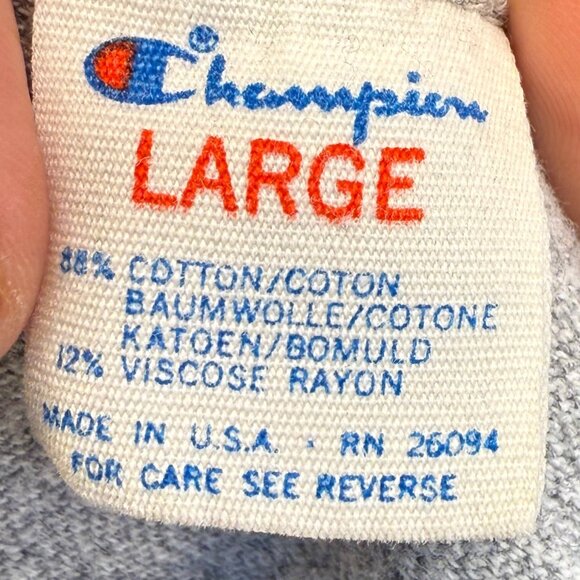 Champion®
LARGE
88% COTTON/COTON
BAUMWOLLE/COTONE
KATOEN/BOMULD
12% VISCOSE RAYON
MADE IN U.S.A. · RN 26094
FOR CARE SEE REVERSE